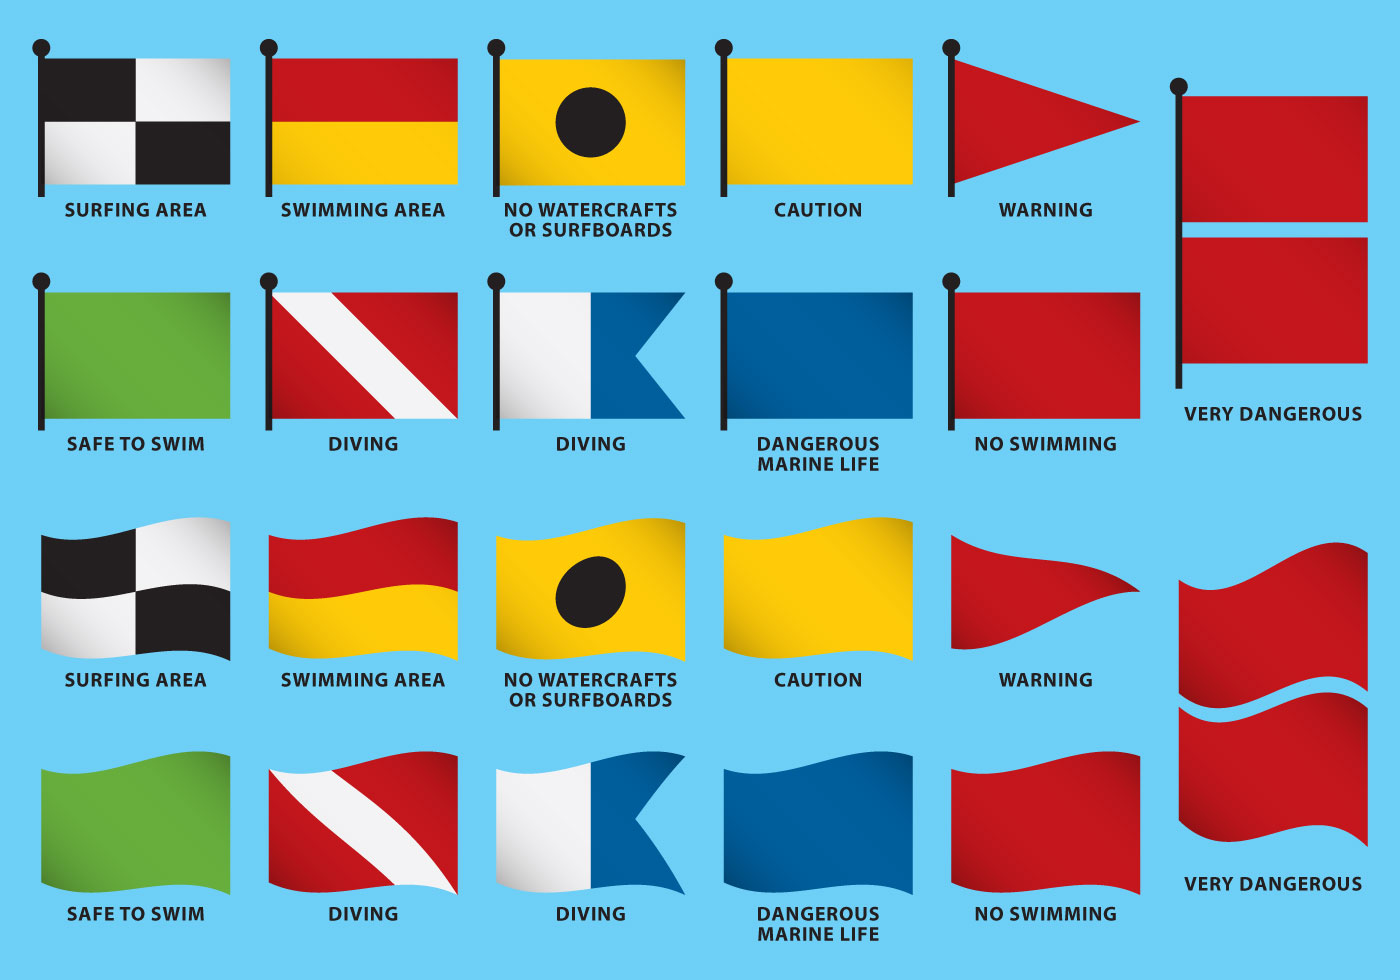 SURFING AREA
SWIMMING AREA
NO WATERCRAFTS
OR SURFBOARDS
CAUTION
WARNING
SAFE TO SWIM
DIVING
DIVING
DANGEROUS
MARINE LIFE
NO SWIMMING
VERY DANGEROUS
SURFING AREA
SWIMMING AREA
NO WATERCRAFTS
OR SURFBOARDS
CAUTION
WARNING
SAFE TO SWIM
DIVING
DIVING
DANGEROUS
MARINE LIFE
NO SWIMMING
VERY DANGEROUS